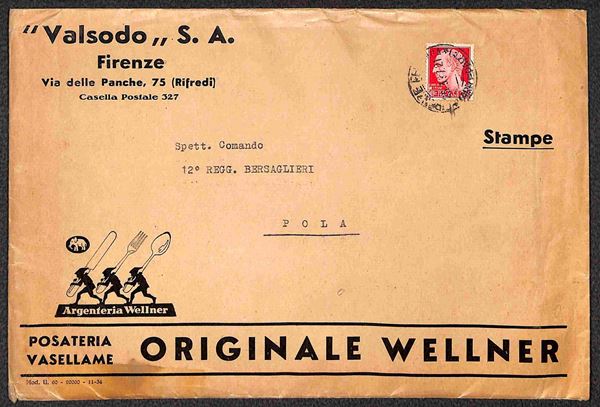 "Valsodo„ S. A.
Firenze
Via delle Panche, 75 (Rifredi)
Casella Postale 327
Stampe
Spett. Comando
12° REGG. BERSAGLIERI
POLA
Argenteria Wellner
POSATERIA
VASELLAME
ORIGINALE WELLNER